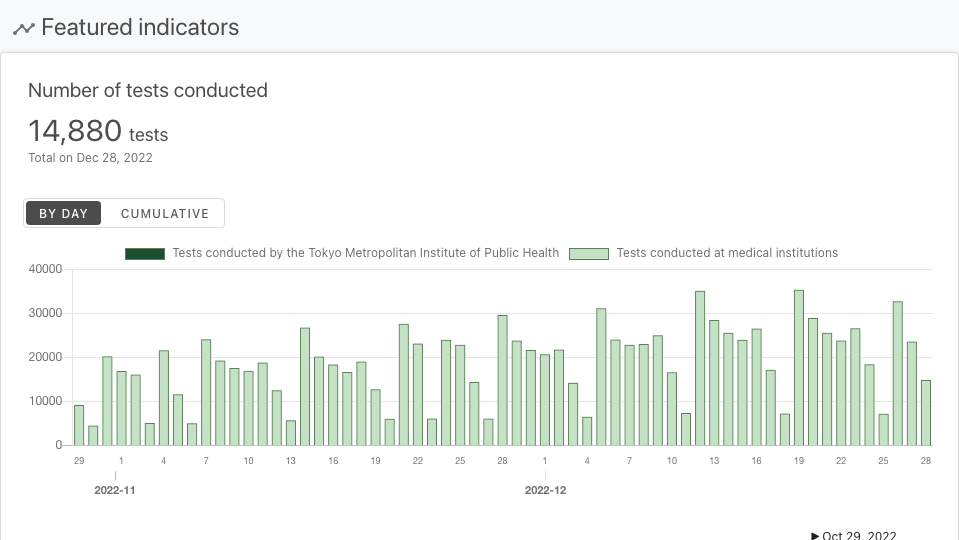 Featured indicators
Number of tests conducted
14,880 tests
Total on Dec 28, 2022
BY DAY CUMULATIVE
Tests conducted by the Tokyo Metropolitan Institute of Public Health Tests conducted at medical institutions
40000
30000
20000
10000
0
29 1 4 7 10 13 16 19 22 25 28 1 4 7 10 13 16 19 22 25 28
2022-11 2022-12
▶ Oct 29, 2022